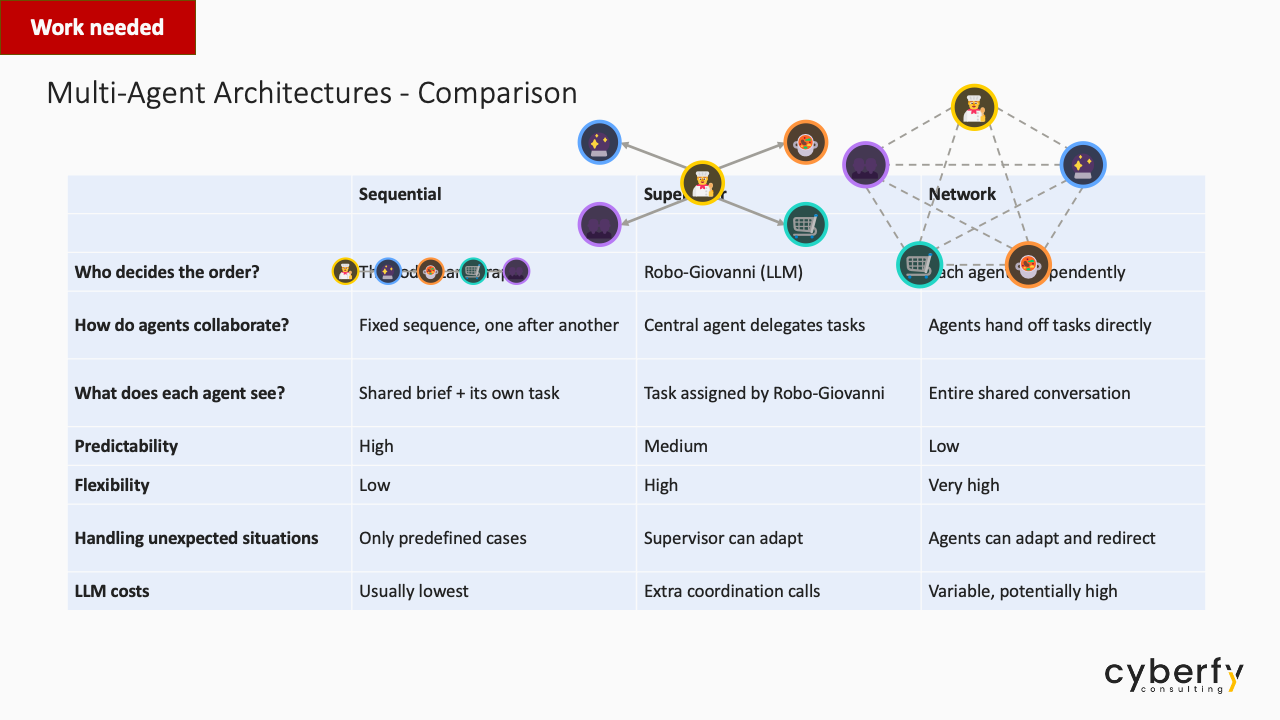 Work needed
Multi-Agent Architectures - Comparison
Sequential
Network
Who decides the order?
Robo-Giovanni (LLM)
How do agents collaborate?
Fixed sequence, one after another
Central agent delegates tasks
Agents hand off tasks directly
What does each agent see?
Shared brief + its own task
Task assigned by Robo-Giovanni
Entire shared conversation
Predictability
High
Medium
Low
Flexibility
Low
High
Very high
Handling unexpected situations
Only predefined cases
Supervisor can adapt
Agents can adapt and redirect
LLM costs
Usually lowest
Extra coordination calls
Variable, potentially high
cyberfy
consulting